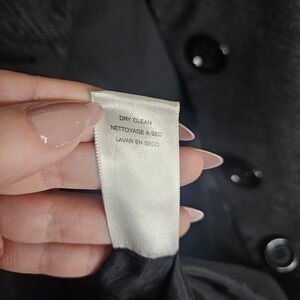 DRY CLEAN
NETTOYAGE A SEC
LAVAR EN SECO